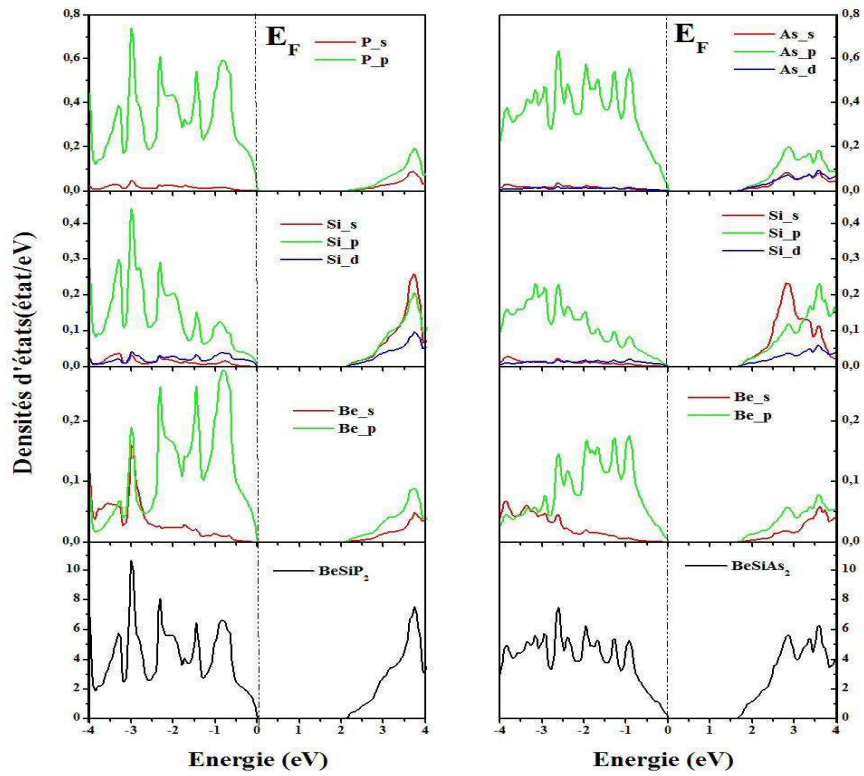 Densités d'états(état/eV)
0,8
0,6
0,4
0,2
0,0
E_F
P_s
P_p
0,4
0,3
0,2
0,1
0,0
Si_s
Si_p
Si_d
0,2
0,1
0,0
Be_s
Be_p
10
8
6
4
2
0
BeSiP2
-4 -3 -2 -1 0 1 2 3 4
Energie (eV)
E_F
As_s
As_p
As_d
0,8
0,6
0,4
0,2
0,0
Si_s
Si_p
Si_d
0,4
0,3
0,2
0,1
0,0
Be_s
Be_p
0,2
0,1
0,0
BeSiAs2
10
8
6
4
2
0
-4 -3 -2 -1 0 1 2 3 4
Energie (eV)